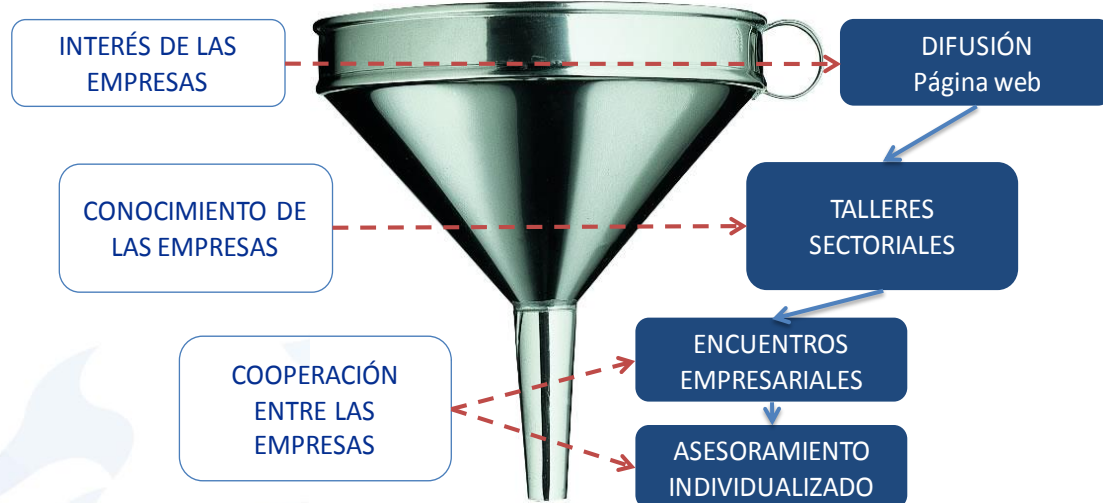 INTERÉS DE LAS
EMPRESAS
DIFUSIÓN
Página web
CONOCIMIENTO DE
LAS EMPRESAS
TALLERES
SECTORIALES
COOPERACIÓN
ENTRE LAS
EMPRESAS
ENCUENTROS
EMPRESARIALES
ASESORAMIENTO
INDIVIDUALIZADO